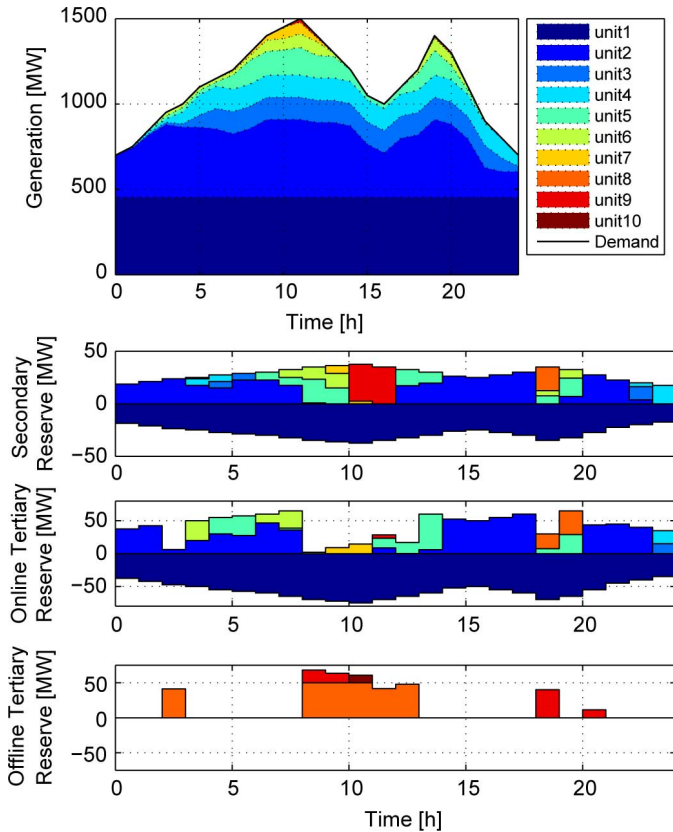 Generation [MW]
1500
1000
500
0
0 5 10 15 20
Time [h]
unit1
unit2
unit3
unit4
unit5
unit6
unit7
unit8
unit9
unit10
Demand
Secondary
Reserve [MW]
50
0
−50
0 5 10 15 20
Online Tertiary
Reserve [MW]
50
0
−50
0 5 10 15 20
Offline Tertiary
Reserve [MW]
50
0
−50
0 5 10 15 20
Time [h]